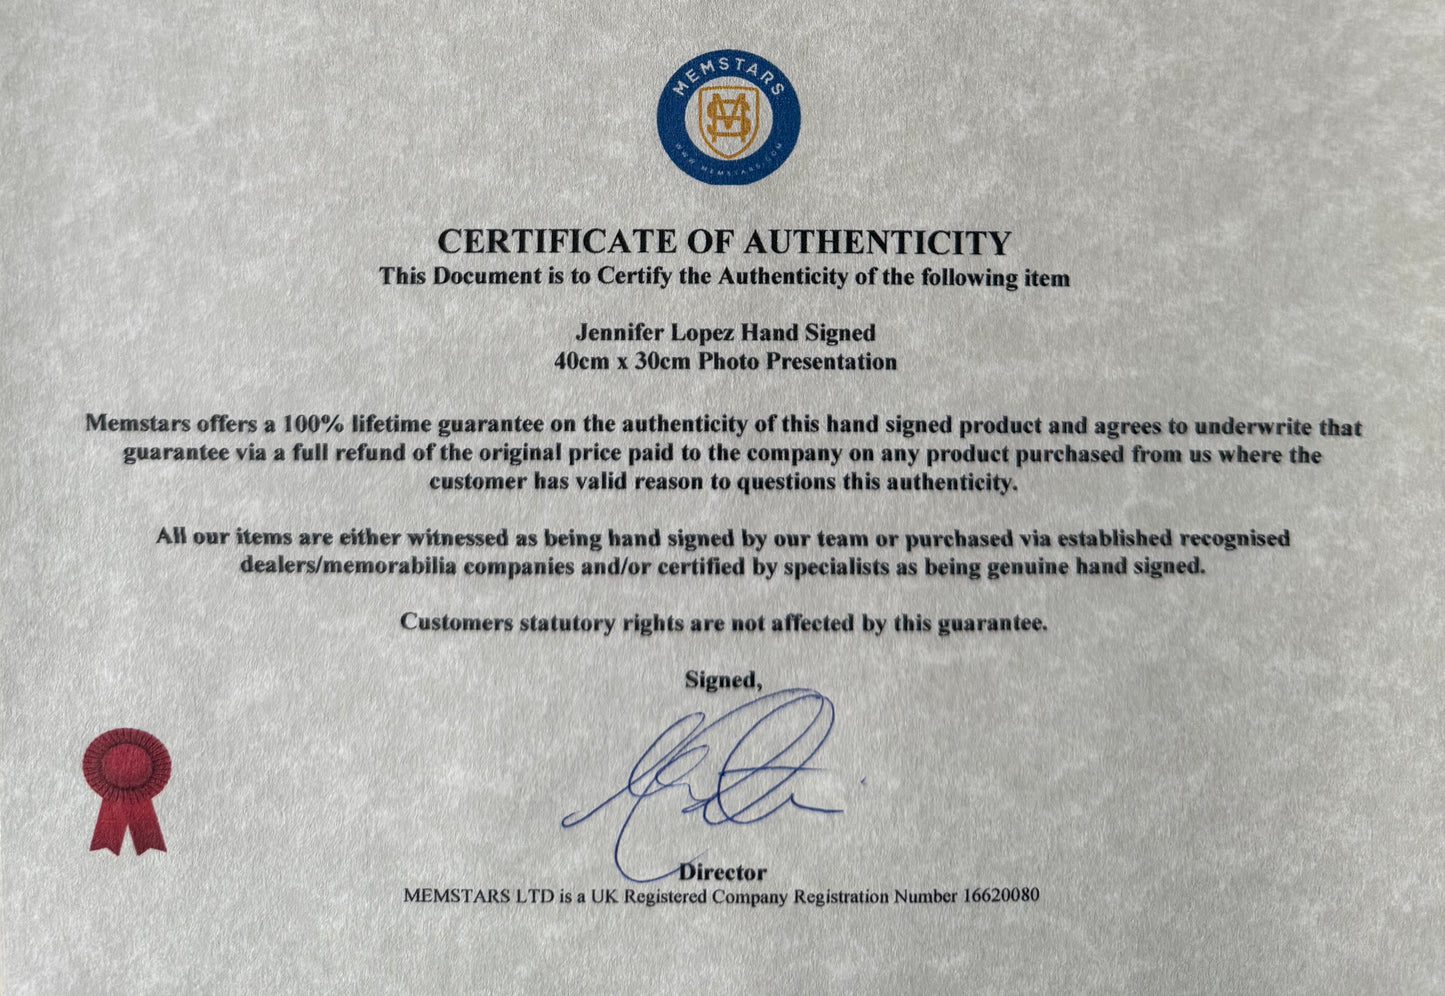 MEMSTARS
MS
WWW.MEMSTARS.COM
CERTIFICATE OF AUTHENTICITY
This Document is to Certify the Authenticity of the following item
Jennifer Lopez Hand Signed
40cm x 30cm Photo Presentation
Memstars offers a 100% lifetime guarantee on the authenticity of this hand signed product and agrees to underwrite that
guarantee via a full refund of the original price paid to the company on any product purchased from us where the
customer has valid reason to questions this authenticity.
All our items are either witnessed as being hand signed by our team or purchased via established recognised
dealers/memorabilia companies and/or certified by specialists as being genuine hand signed.
Customers statutory rights are not affected by this guarantee.
Signed,
Director
MEMSTARS LTD is a UK Registered Company Registration Number 16620080